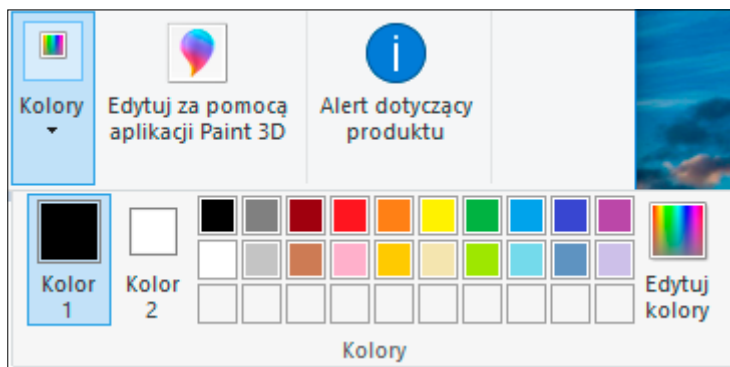 Kolory
Edytuj za pomocą
aplikacji Paint 3D
Alert dotyczący
produktu
Kolor
1
Kolor
2
Edytuj
kolory
Kolory